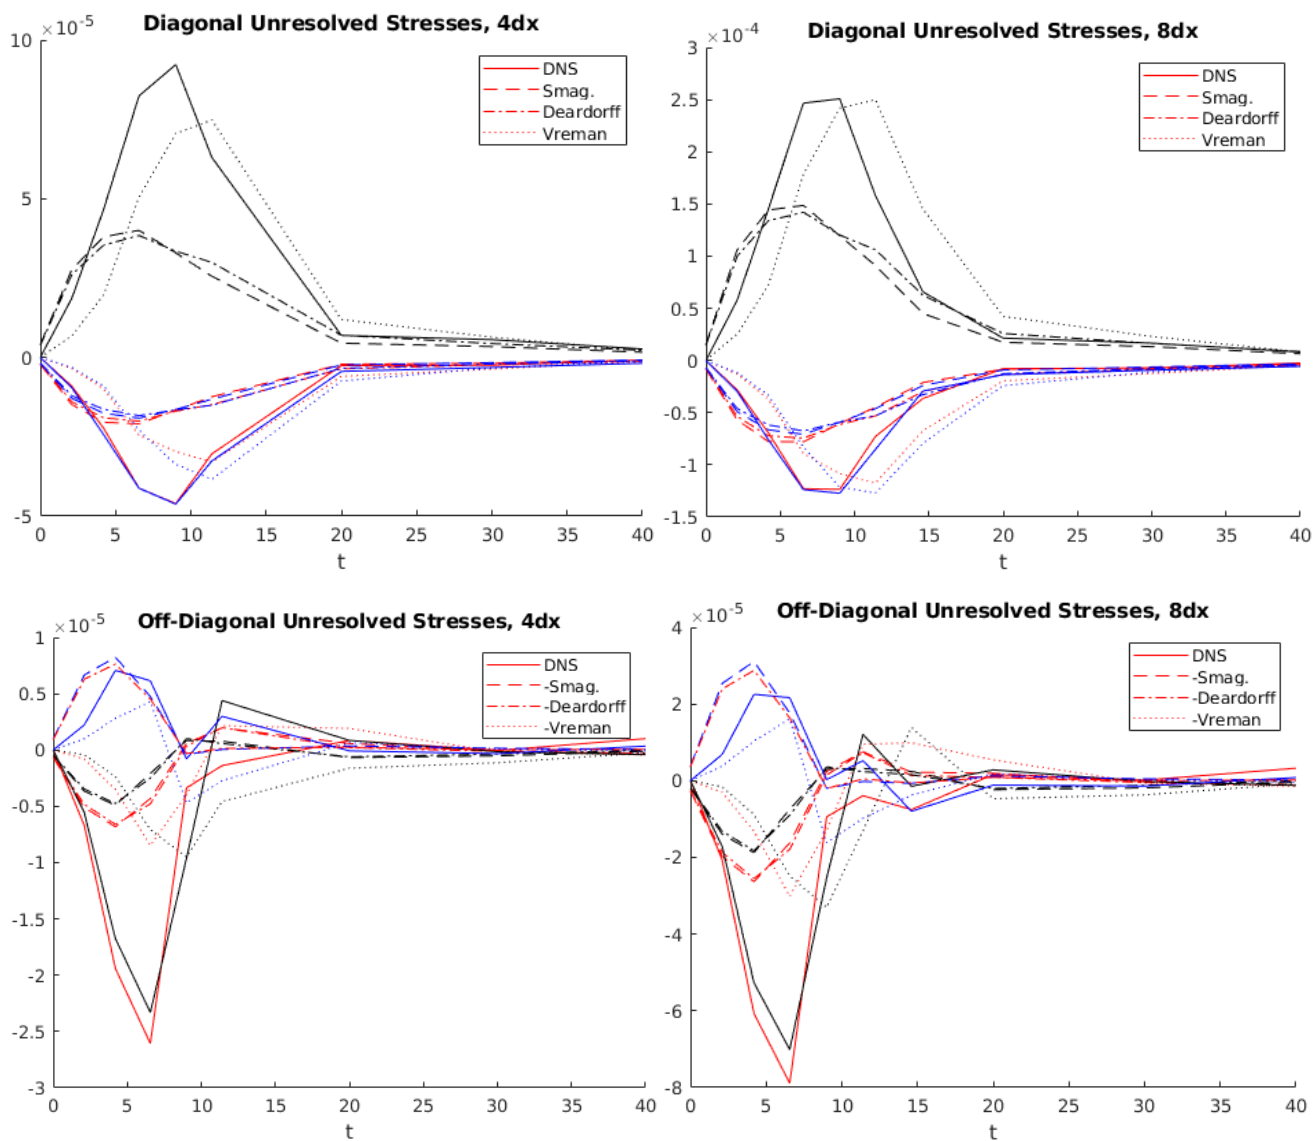 Diagonal Unresolved Stresses, 4dx
×10⁻⁵
10
5
0
-5
0 5 10 15 20 25 30 35 40
t
DNS
Smag.
Deardorff
Vreman
Diagonal Unresolved Stresses, 8dx
×10⁻⁴
3
2.5
2
1.5
1
0.5
0
-0.5
-1
-1.5
0 5 10 15 20 25 30 35 40
t
DNS
Smag.
Deardorff
Vreman
Off-Diagonal Unresolved Stresses, 4dx
×10⁻⁵
1
0.5
0
-0.5
-1
-1.5
-2
-2.5
-3
0 5 10 15 20 25 30 35 40
t
DNS
-Smag.
-Deardorff
-Vreman
Off-Diagonal Unresolved Stresses, 8dx
×10⁻⁵
4
2
0
-2
-4
-6
-8
0 5 10 15 20 25 30 35 40
t
DNS
-Smag.
-Deardorff
-Vreman